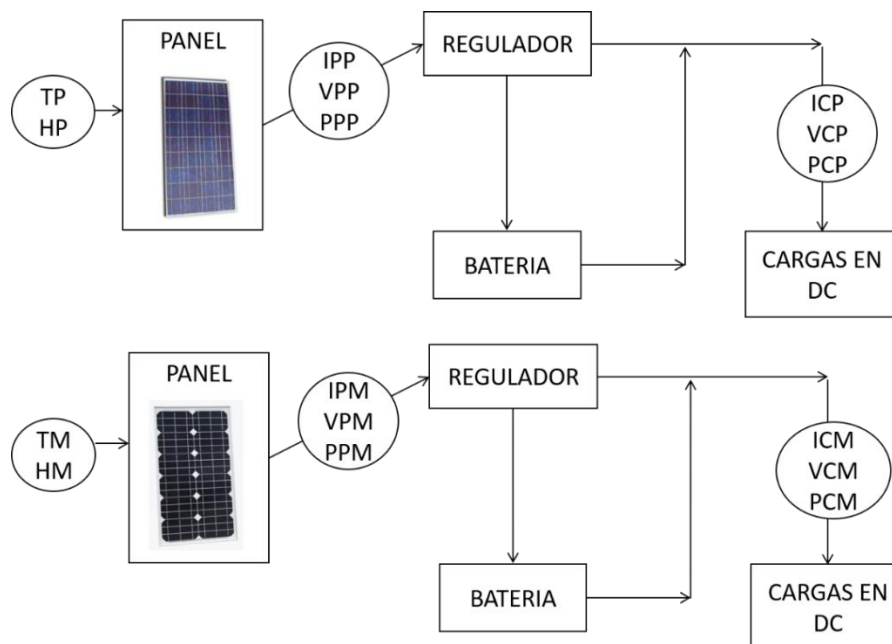 PANEL
TP
HP
IPP
VPP
PPP
REGULADOR
ICP
VCP
PCP
BATERIA
CARGAS EN
DC
PANEL
TM
HM
IPM
VPM
PPM
REGULADOR
ICM
VCM
PCM
BATERIA
CARGAS EN
DC